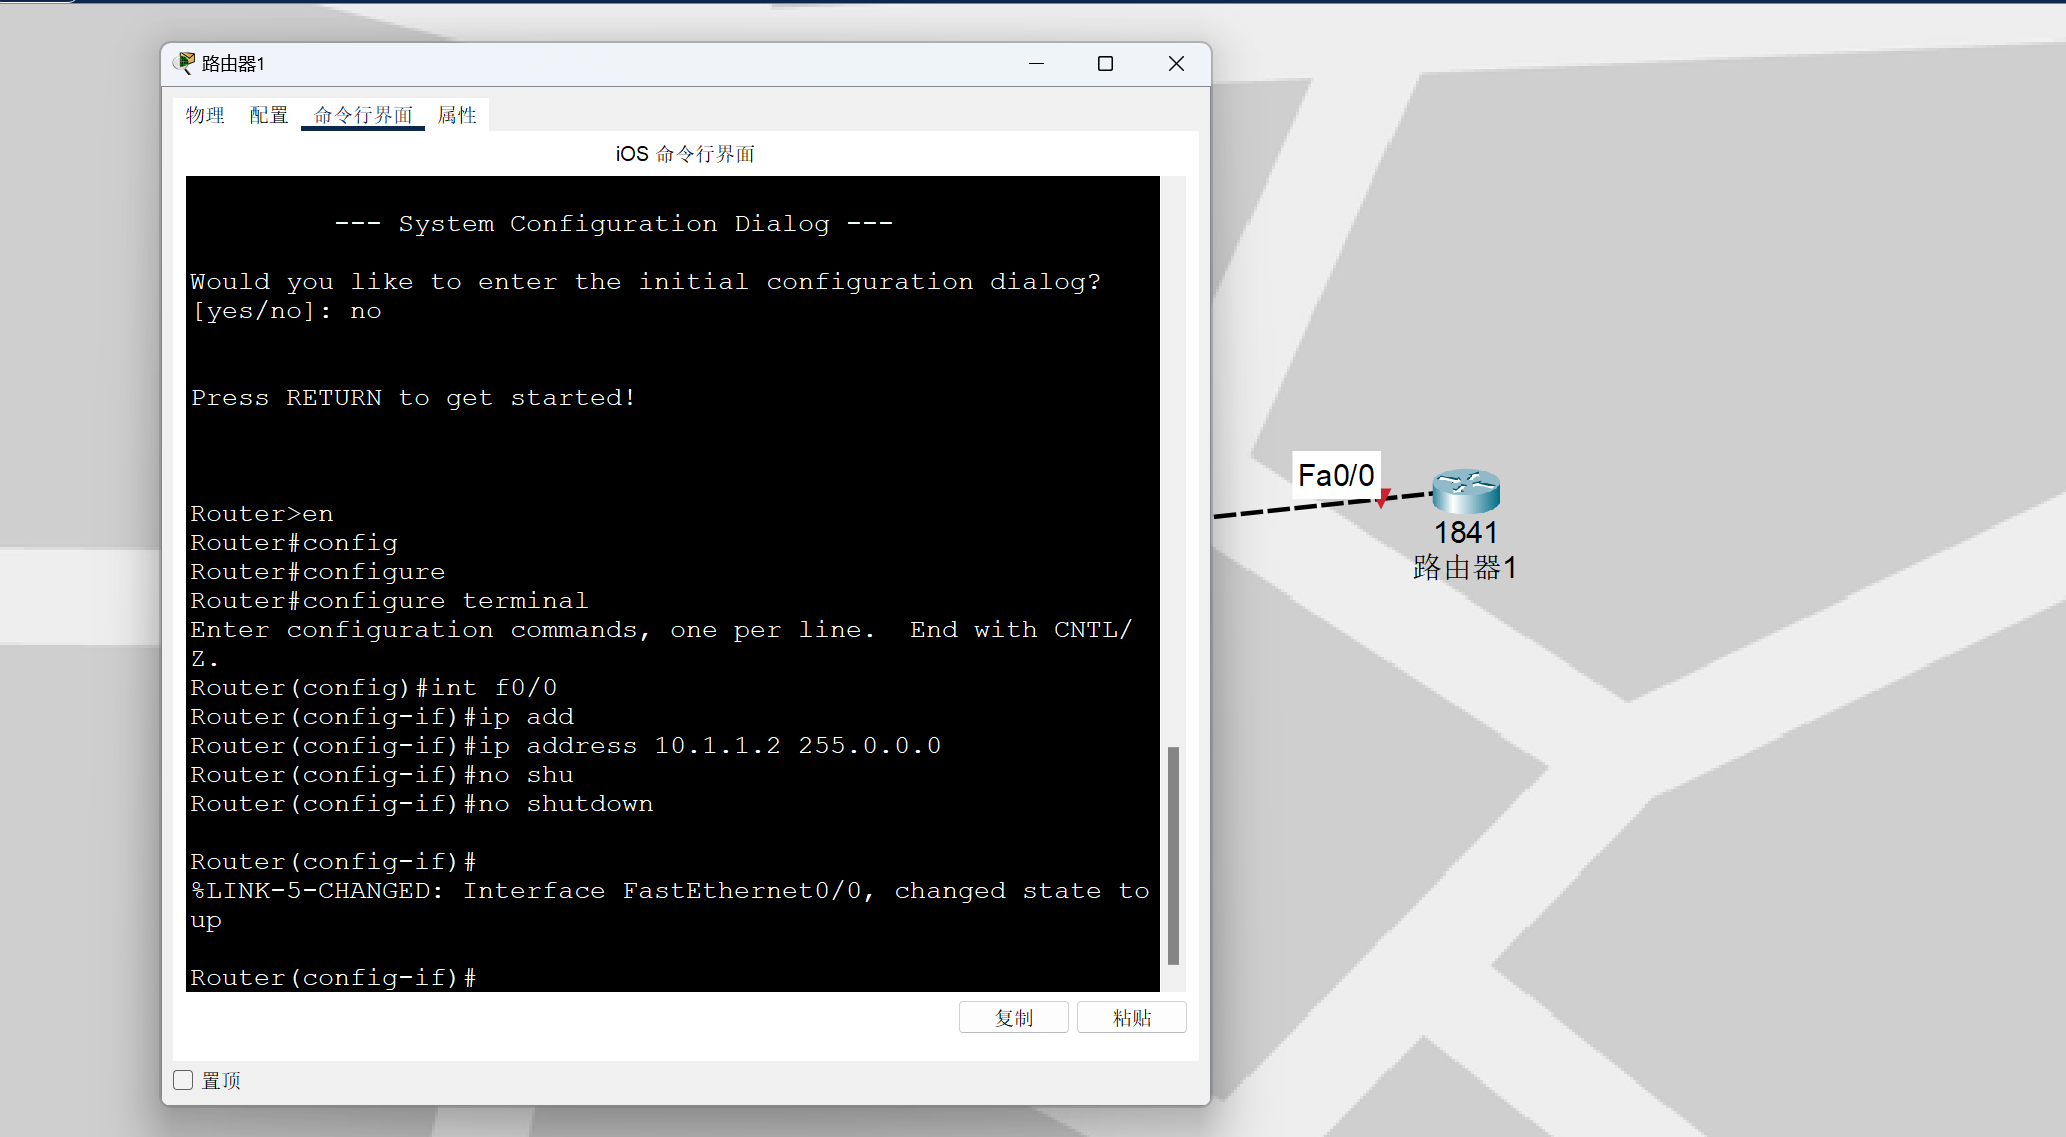 路由器1
物理 配置 命令行界面 属性
iOS 命令行界面
--- System Configuration Dialog ---
Would you like to enter the initial configuration dialog?
[yes/no]: no
Press RETURN to get started!
Router>en
Router#config
Router#configure
Router#configure terminal
Enter configuration commands, one per line.  End with CNTL/
Z.
Router(config)#int f0/0
Router(config-if)#ip add
Router(config-if)#ip address 10.1.1.2 255.0.0.0
Router(config-if)#no shu
Router(config-if)#no shutdown
Router(config-if)#
%LINK-5-CHANGED: Interface FastEthernet0/0, changed state to
up
Router(config-if)#
复制 粘贴
置顶
Fa0/0
1841
路由器1